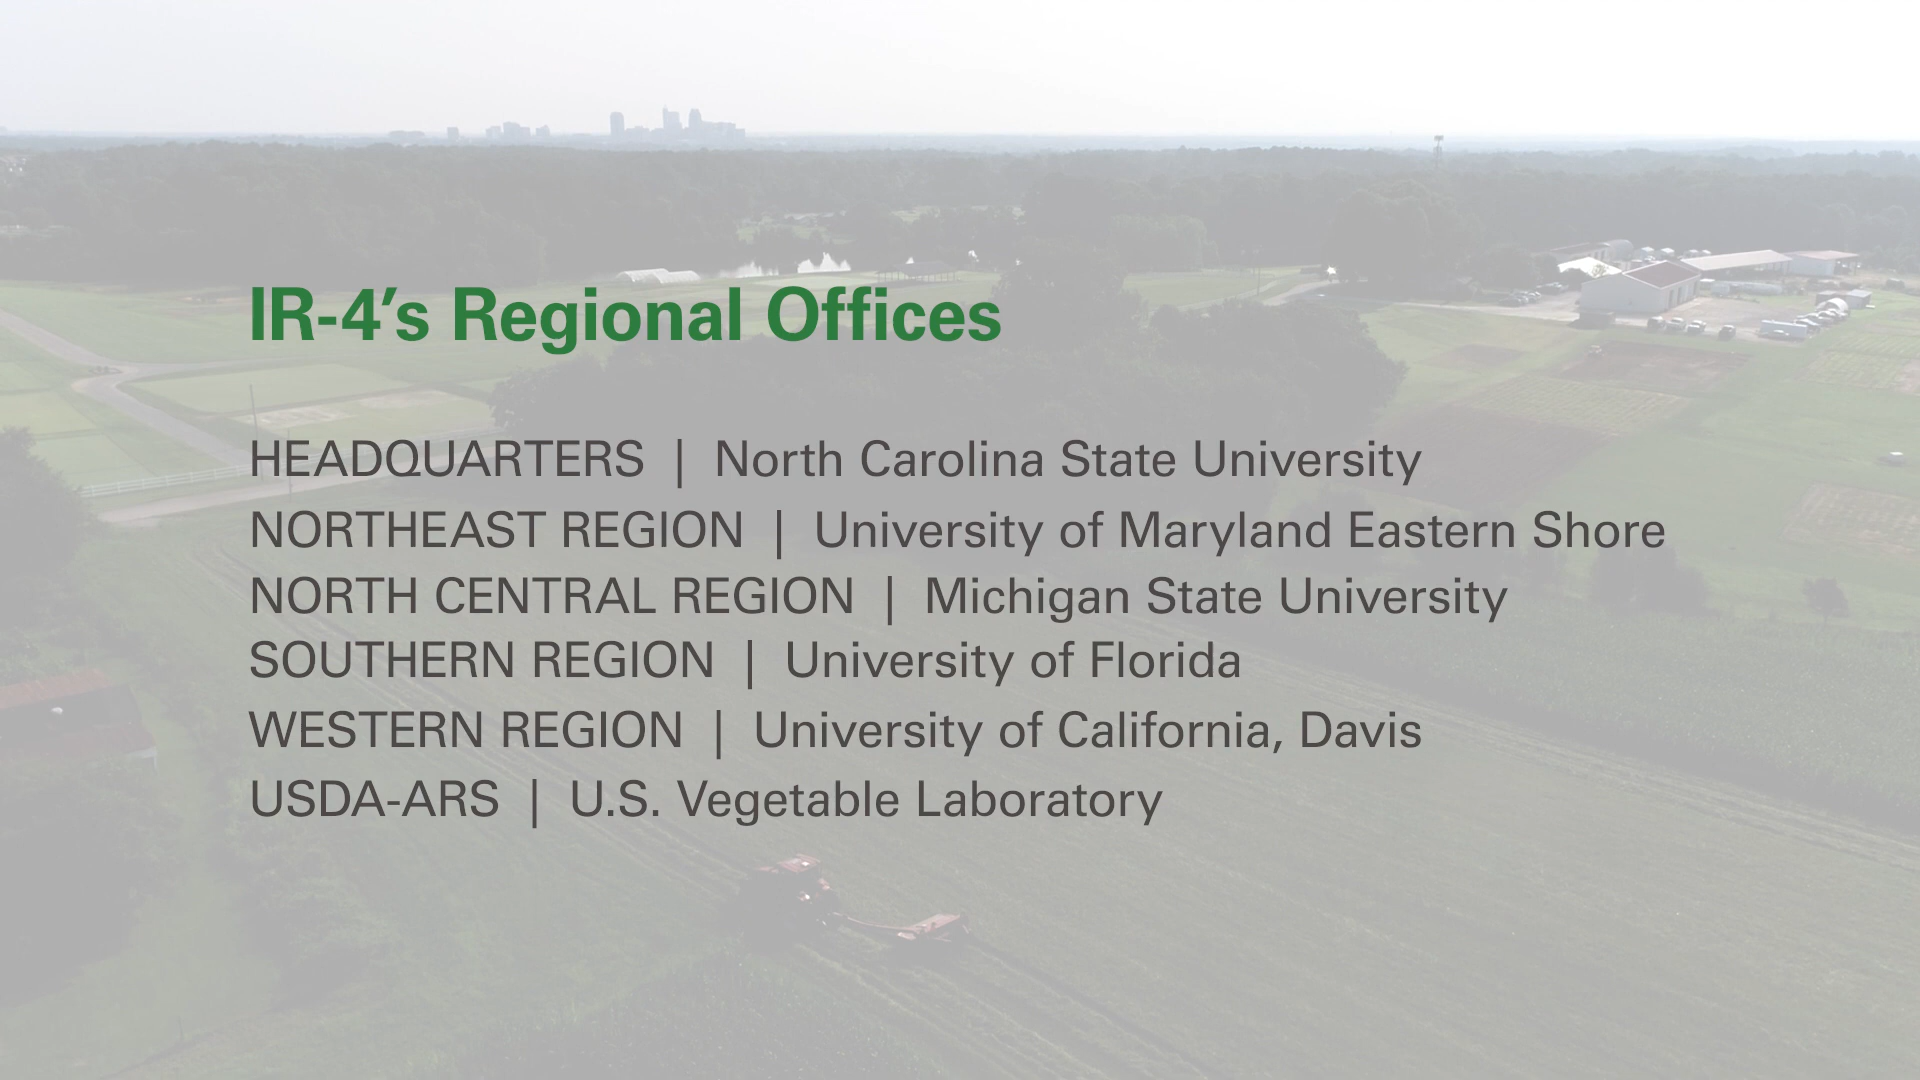 IR-4’s Regional Offices
HEADQUARTERS | North Carolina State University
NORTHEAST REGION | University of Maryland Eastern Shore
NORTH CENTRAL REGION | Michigan State University
SOUTHERN REGION | University of Florida
WESTERN REGION | University of California, Davis
USDA-ARS | U.S. Vegetable Laboratory